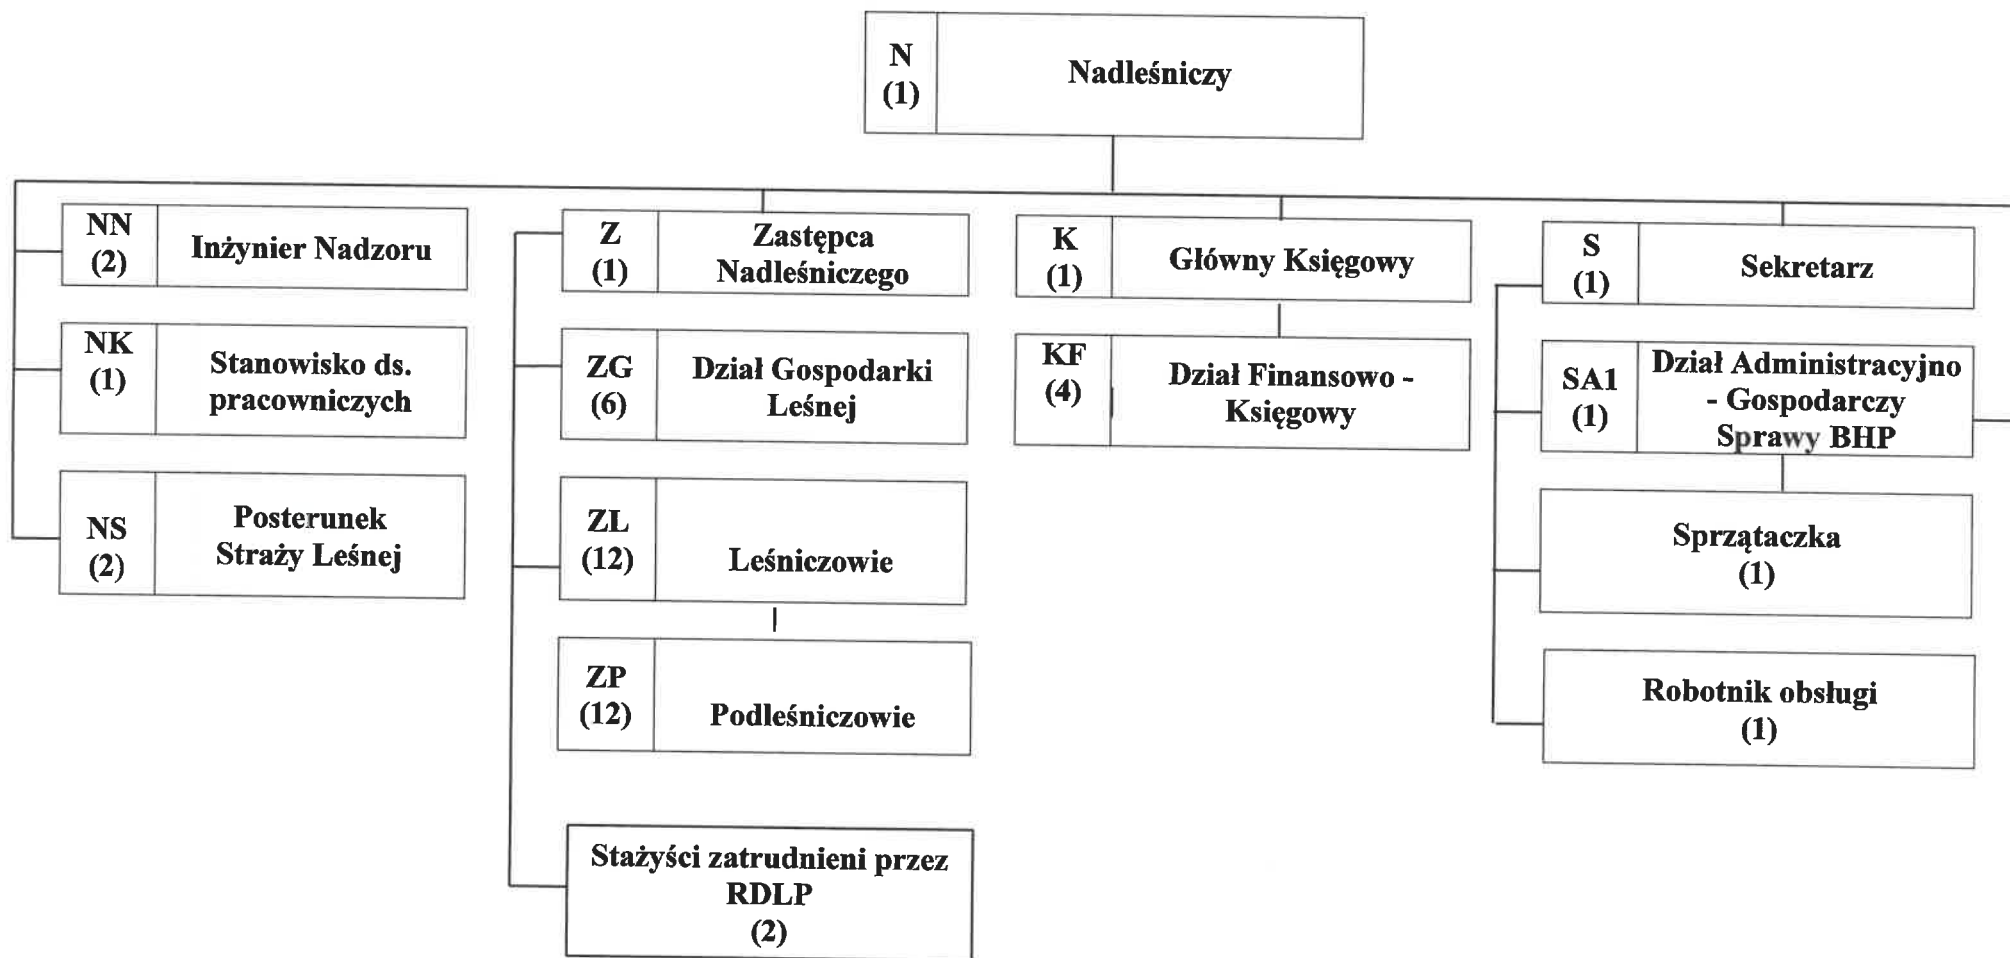 N
(1)
Nadleśniczy
NN
(2)
Inżynier Nadzoru
NK
(1)
Stanowisko ds.
pracowniczych
NS
(2)
Posterunek
Straży Leśnej
Z
(1)
Zastępca
Nadleśniczego
ZG
(6)
Dział Gospodarki
Leśnej
ZL
(12)
Leśniczowie
ZP
(12)
Podleśniczowie
Stażyści zatrudnieni przez
RDLP
(2)
K
(1)
Główny Księgowy
KF
(4)
Dział Finansowo -
Księgowy
S
(1)
Sekretarz
SA1
(1)
Dział Administracyjno
- Gospodarczy
Sprawy BHP
Sprzątaczka
(1)
Robotnik obsługi
(1)